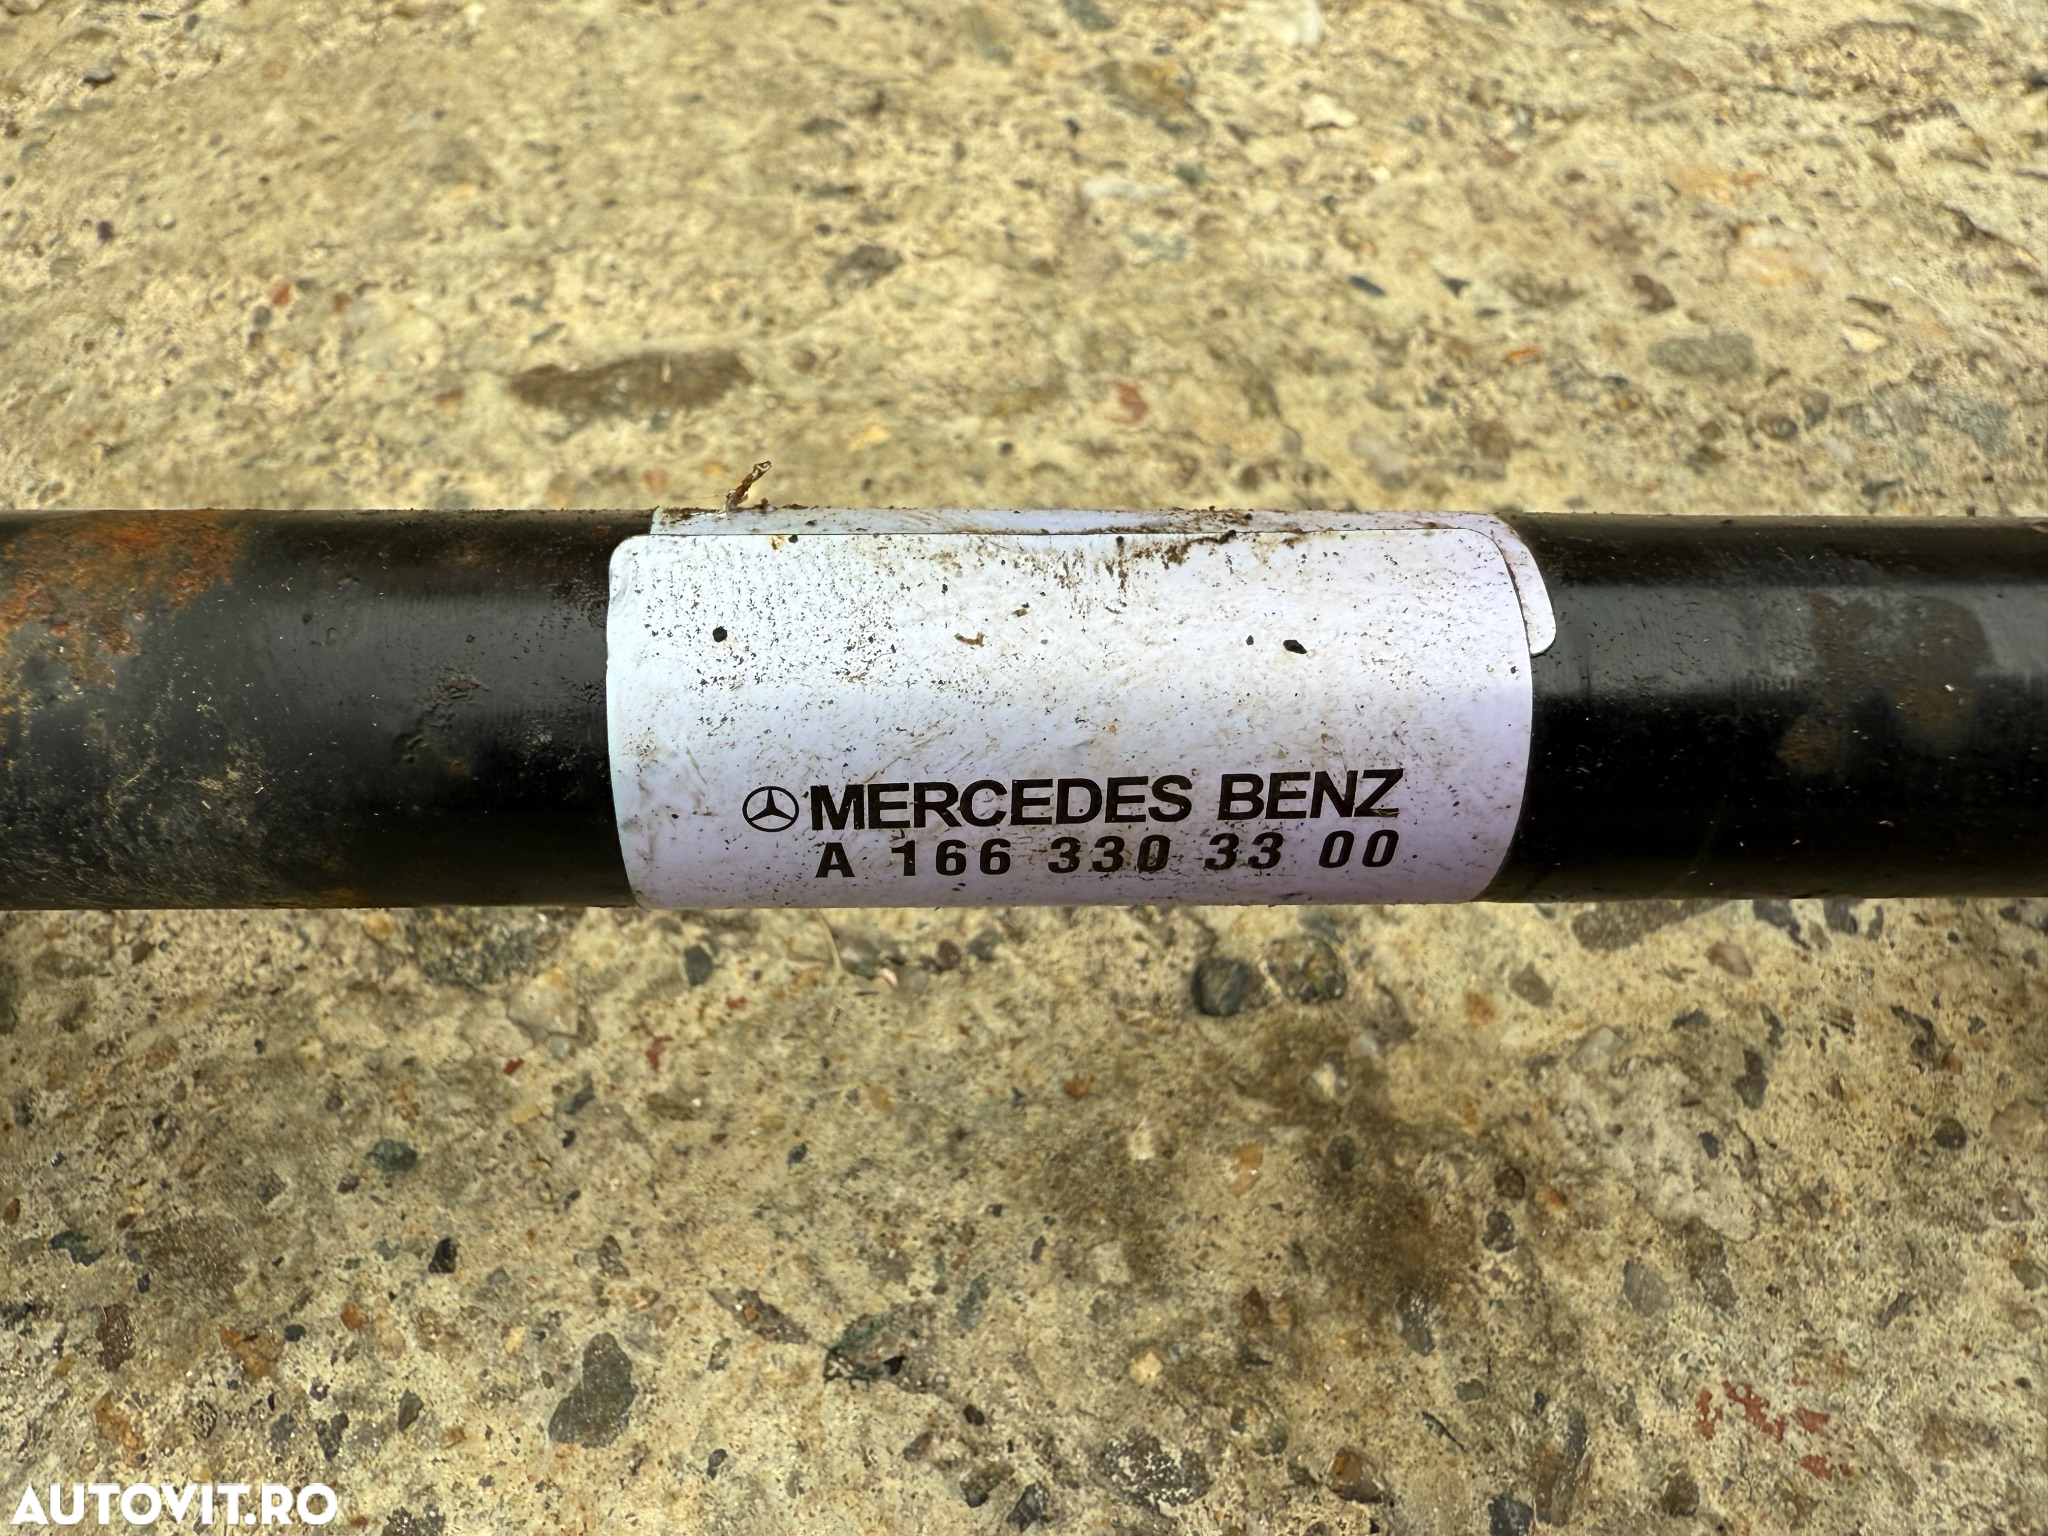 MERCEDES BENZ
A 166 330 33 00
AUTOVIT.RO